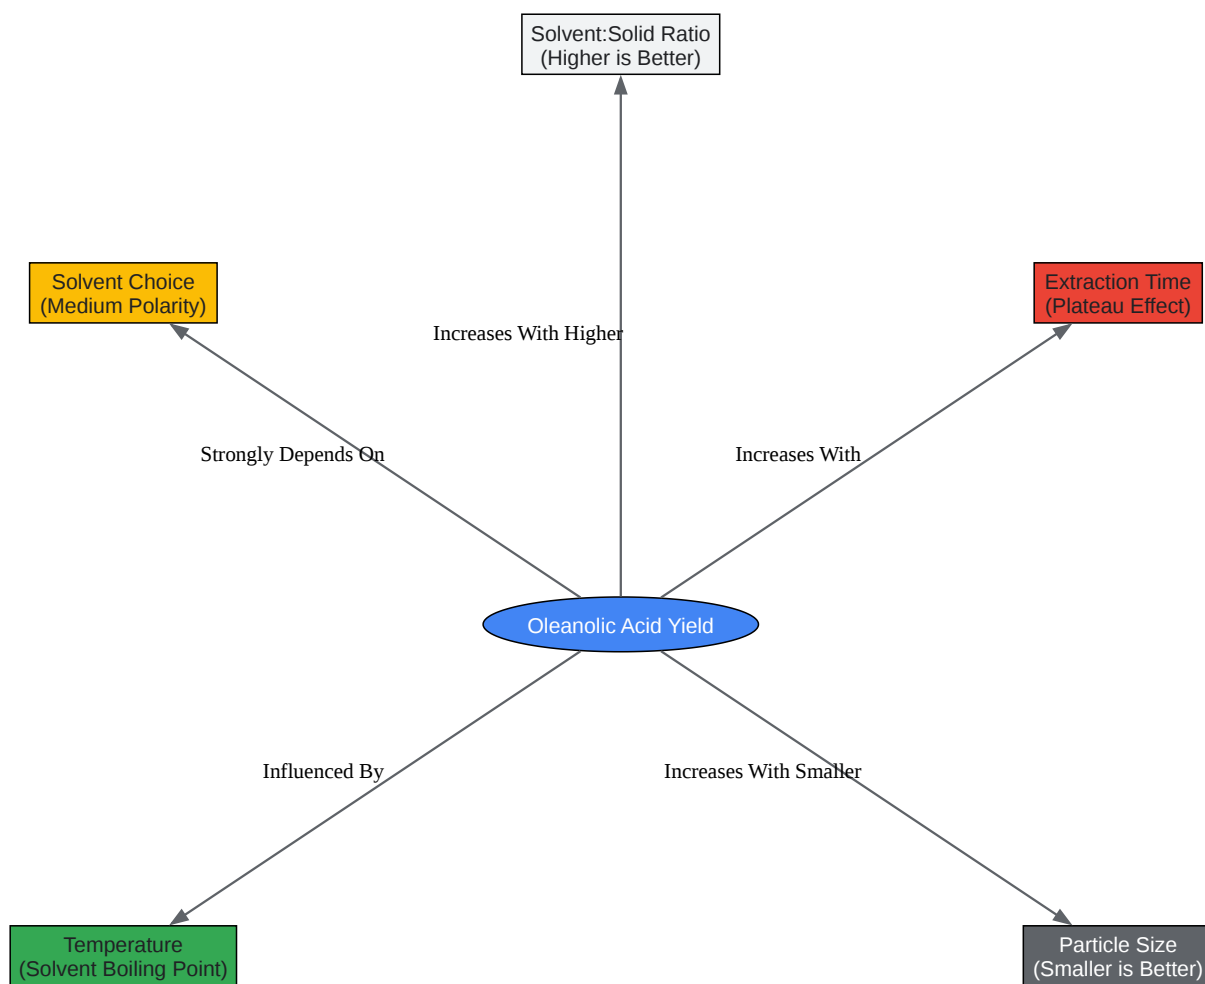 Solvent:Solid Ratio
(Higher is Better)
Solvent Choice
(Medium Polarity)
Extraction Time
(Plateau Effect)
Increases With Higher
Strongly Depends On
Increases With
Oleanolic Acid Yield
Influenced By
Increases With Smaller
Temperature
(Solvent Boiling Point)
Particle Size
(Smaller is Better)